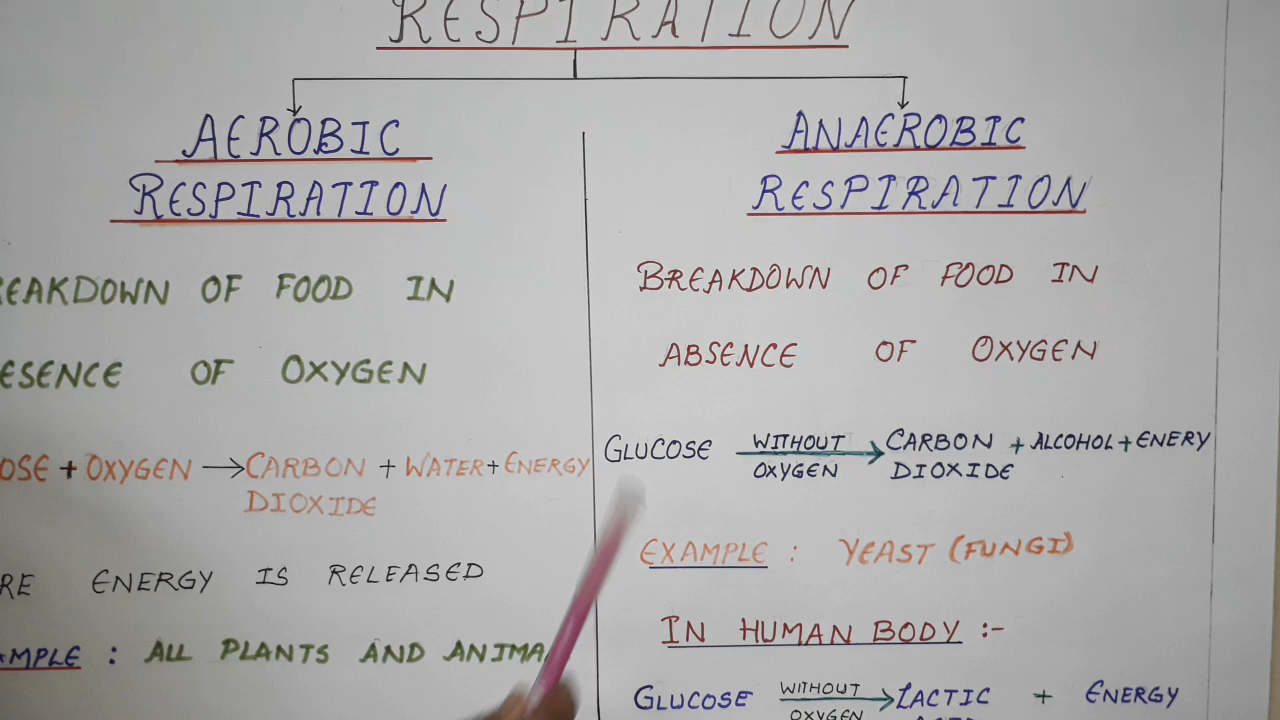 RESPIRATION
AEROBIC
RESPIRATION
REAKDOWN OF FOOD IN
ESENCE OF OXYGEN
OSE + OXYGEN → CARBON + WATER + ENERGY
DIOXIDE
RE ENERGY IS RELEASED
MPLE : ALL PLANTS AND ANIMA
ANAEROBIC
RESPIRATION
BREAKDOWN OF FOOD IN
ABSENCE OF OXYGEN
GLUCOSE WITHOUT → CARBON + ALCOHOL + ENERY
OXYGEN DIOXIDE
EXAMPLE : YEAST (FUNGI)
IN HUMAN BODY :-
GLUCOSE WITHOUT → LACTIC + ENERGY
OXYGEN ACID